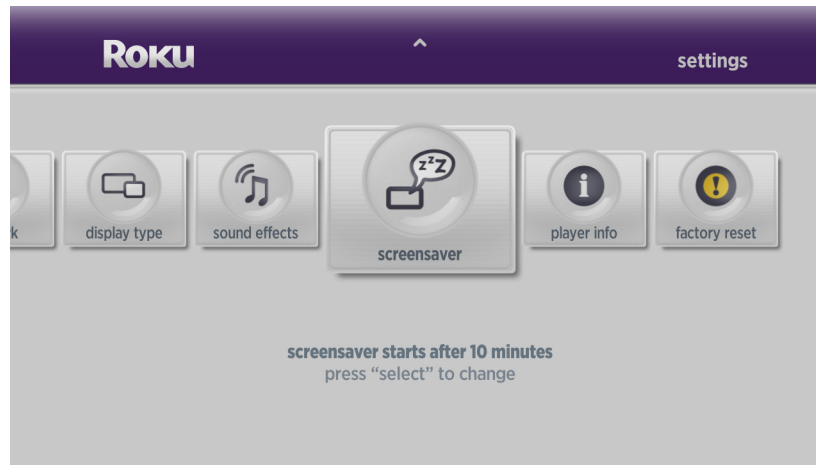 Roku
settings
k
display type
sound effects
zzZ
screensaver
player info
factory reset
screensaver starts after 10 minutes
press “select” to change